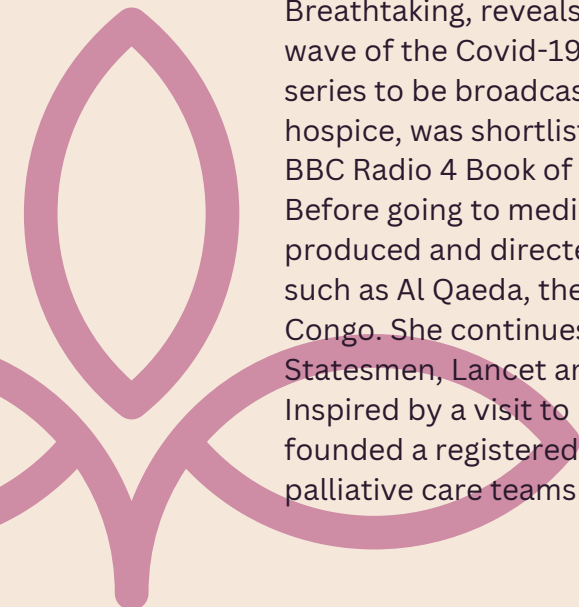 Breathtaking, reveals
wave of the Covid-19
series to be broadcas
hospice, was shortlis
BBC Radio 4 Book of
Before going to medi
produced and directe
such as Al Qaeda, the
Congo. She continues
Statesmen, Lancet an
Inspired by a visit to
founded a registered
palliative care teams